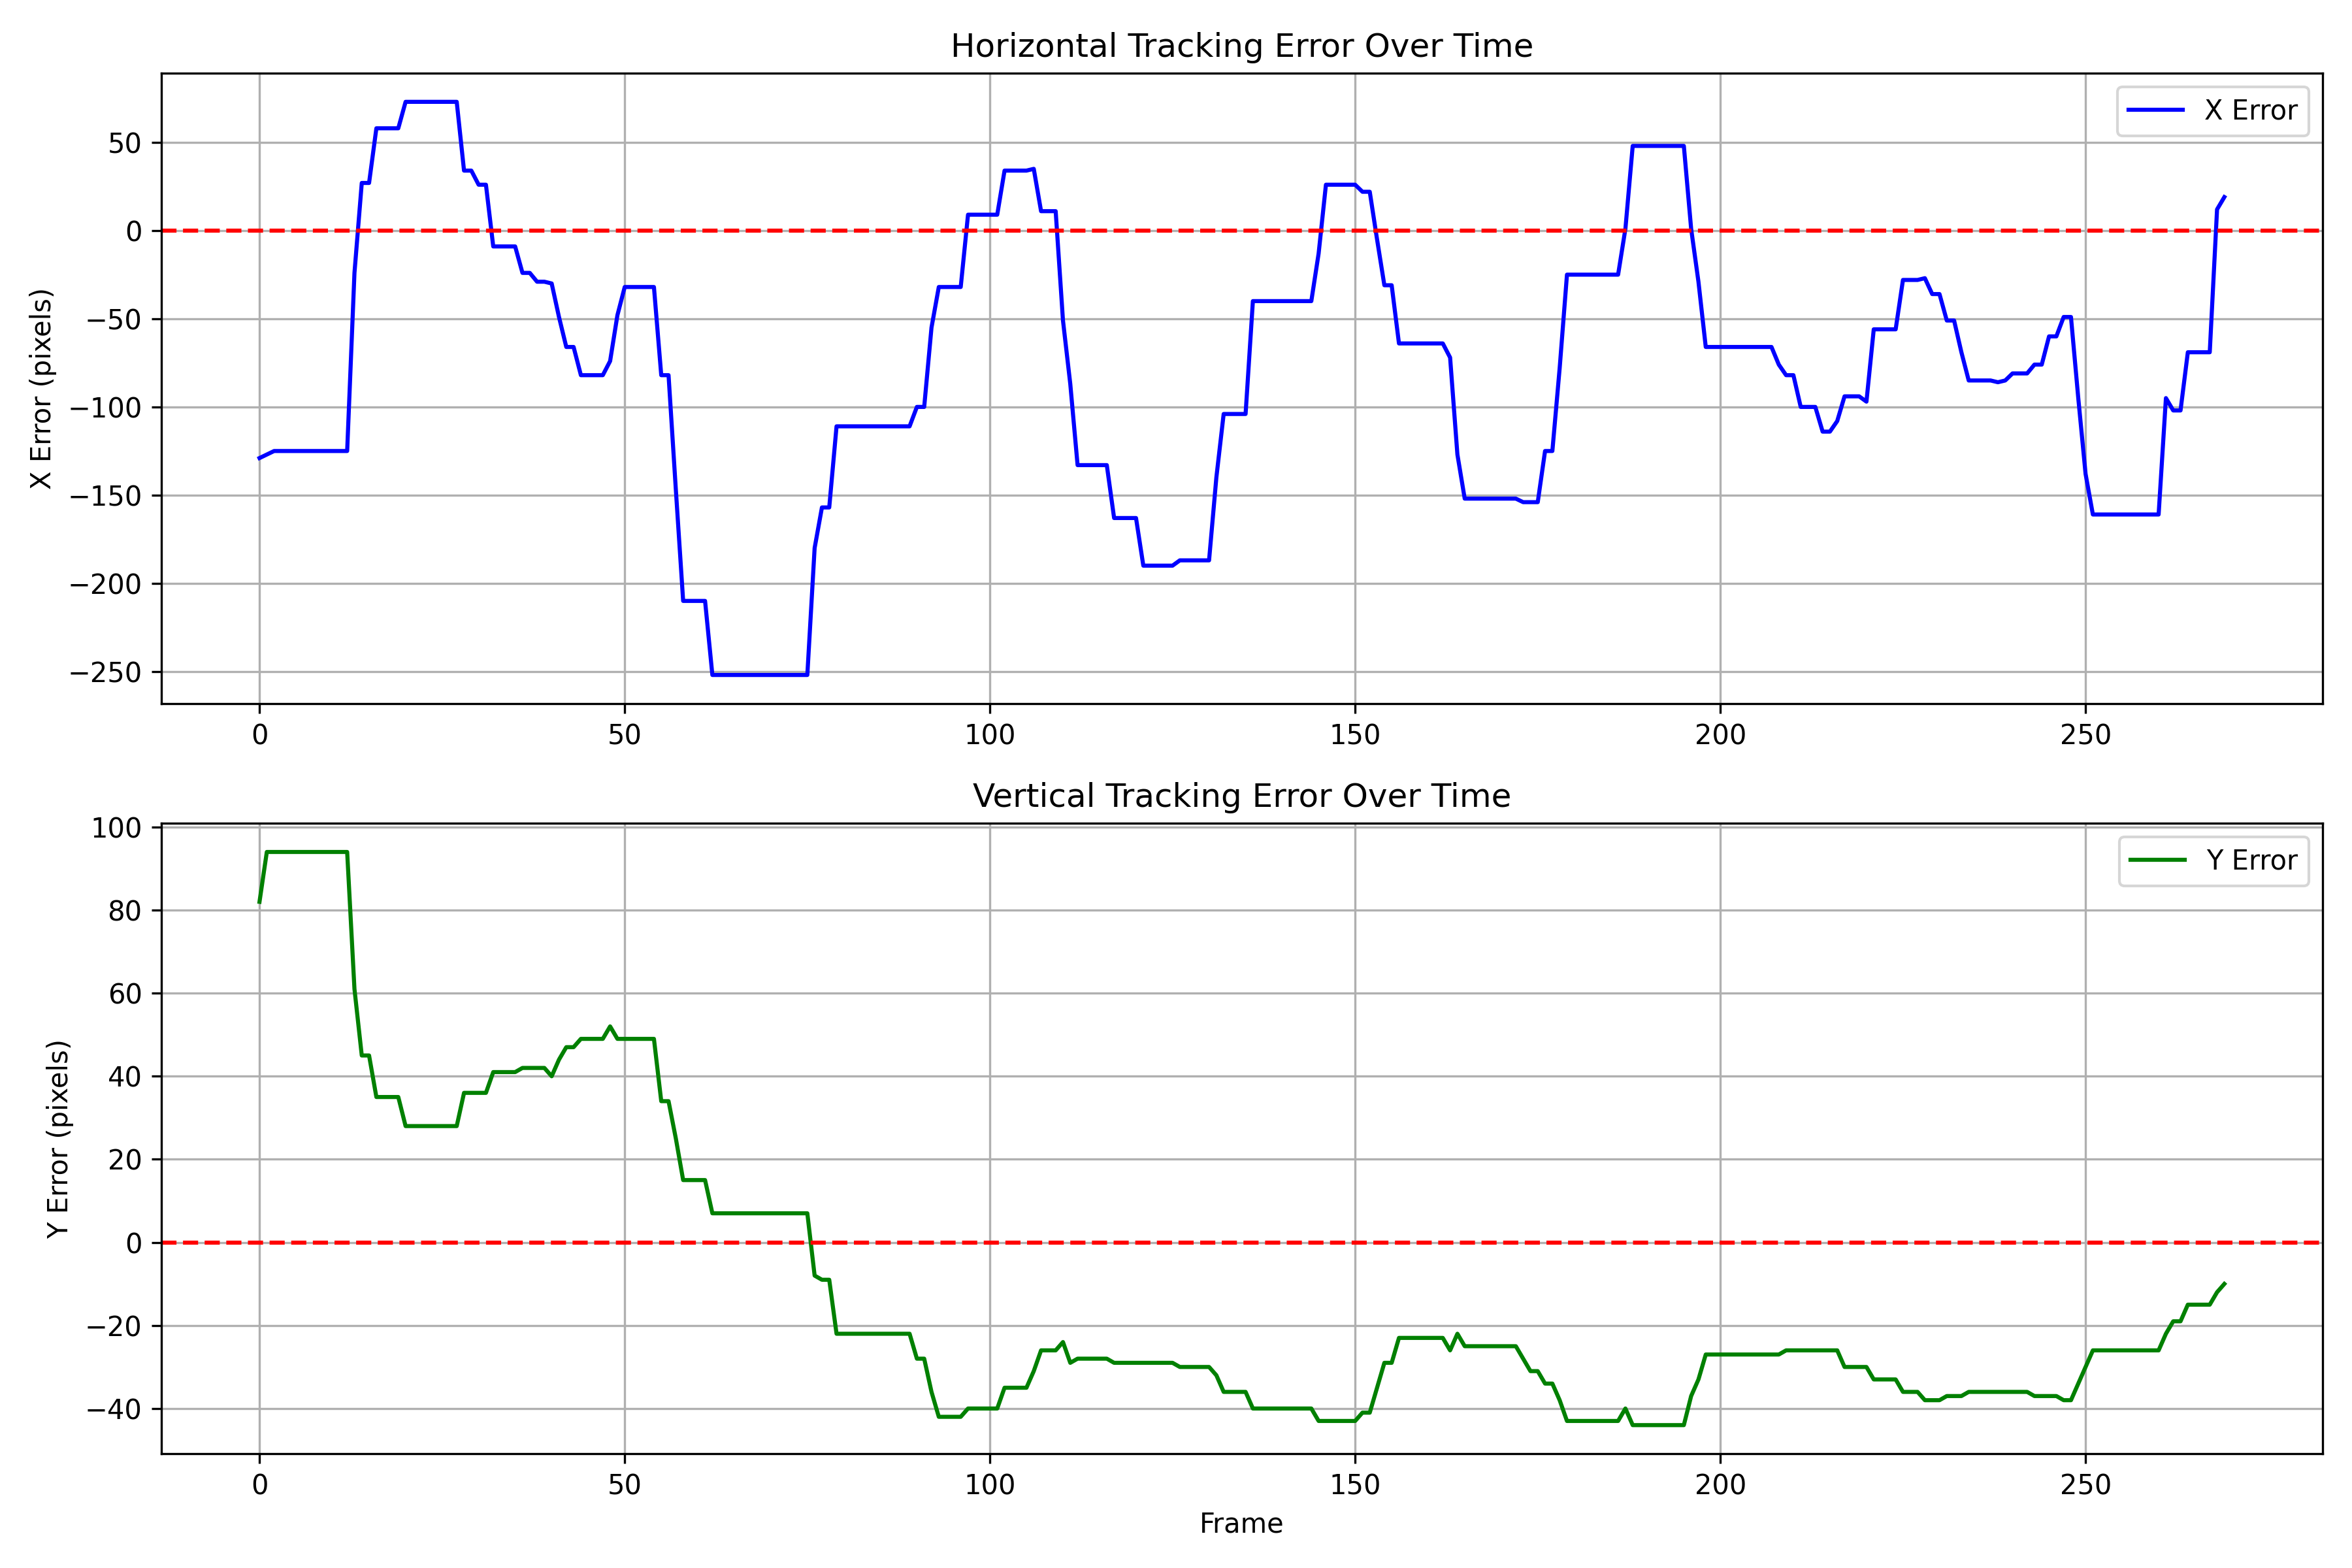 Horizontal Tracking Error Over Time
X Error
50
0
−50
−100
−150
−200
−250
X Error (pixels)
0 50 100 150 200 250
Vertical Tracking Error Over Time
Y Error
100
80
60
40
20
0
−20
−40
Y Error (pixels)
0 50 100 150 200 250
Frame